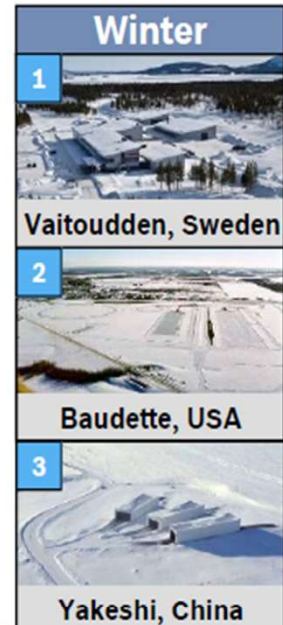 Winter
1
Vaitoudden, Sweden
2
Baudette, USA
3
Yakeshi, China